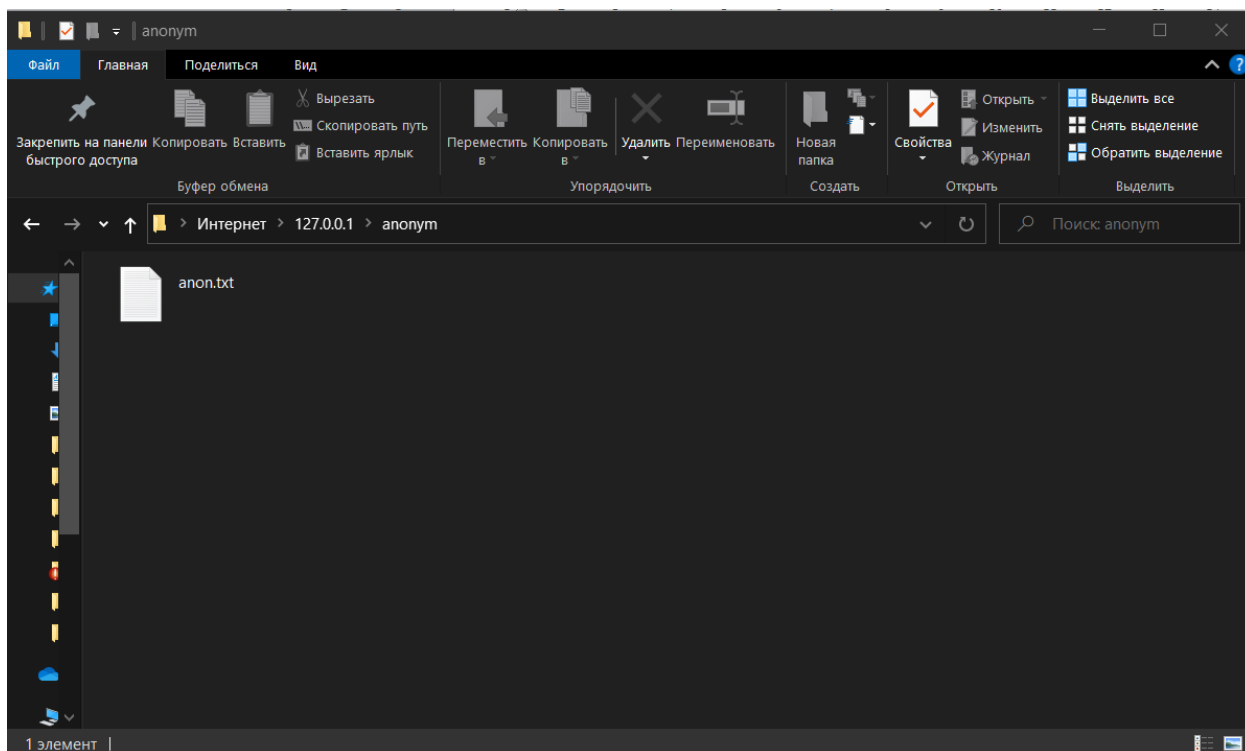 anonym
Файл Главная Поделиться Вид
Закрепить на панели быстрого доступа
Копировать
Вставить
Вырезать
Скопировать путь
Вставить ярлык
Буфер обмена
Переместить в
Копировать в
Удалить
Переименовать
Упорядочить
Новая папка
Создать
Свойства
Открыть
Изменить
Журнал
Открыть
Выделить все
Снять выделение
Обратить выделение
Выделить
Интернет > 127.0.0.1 > anonym
Поиск: anonym
anon.txt
1 элемент